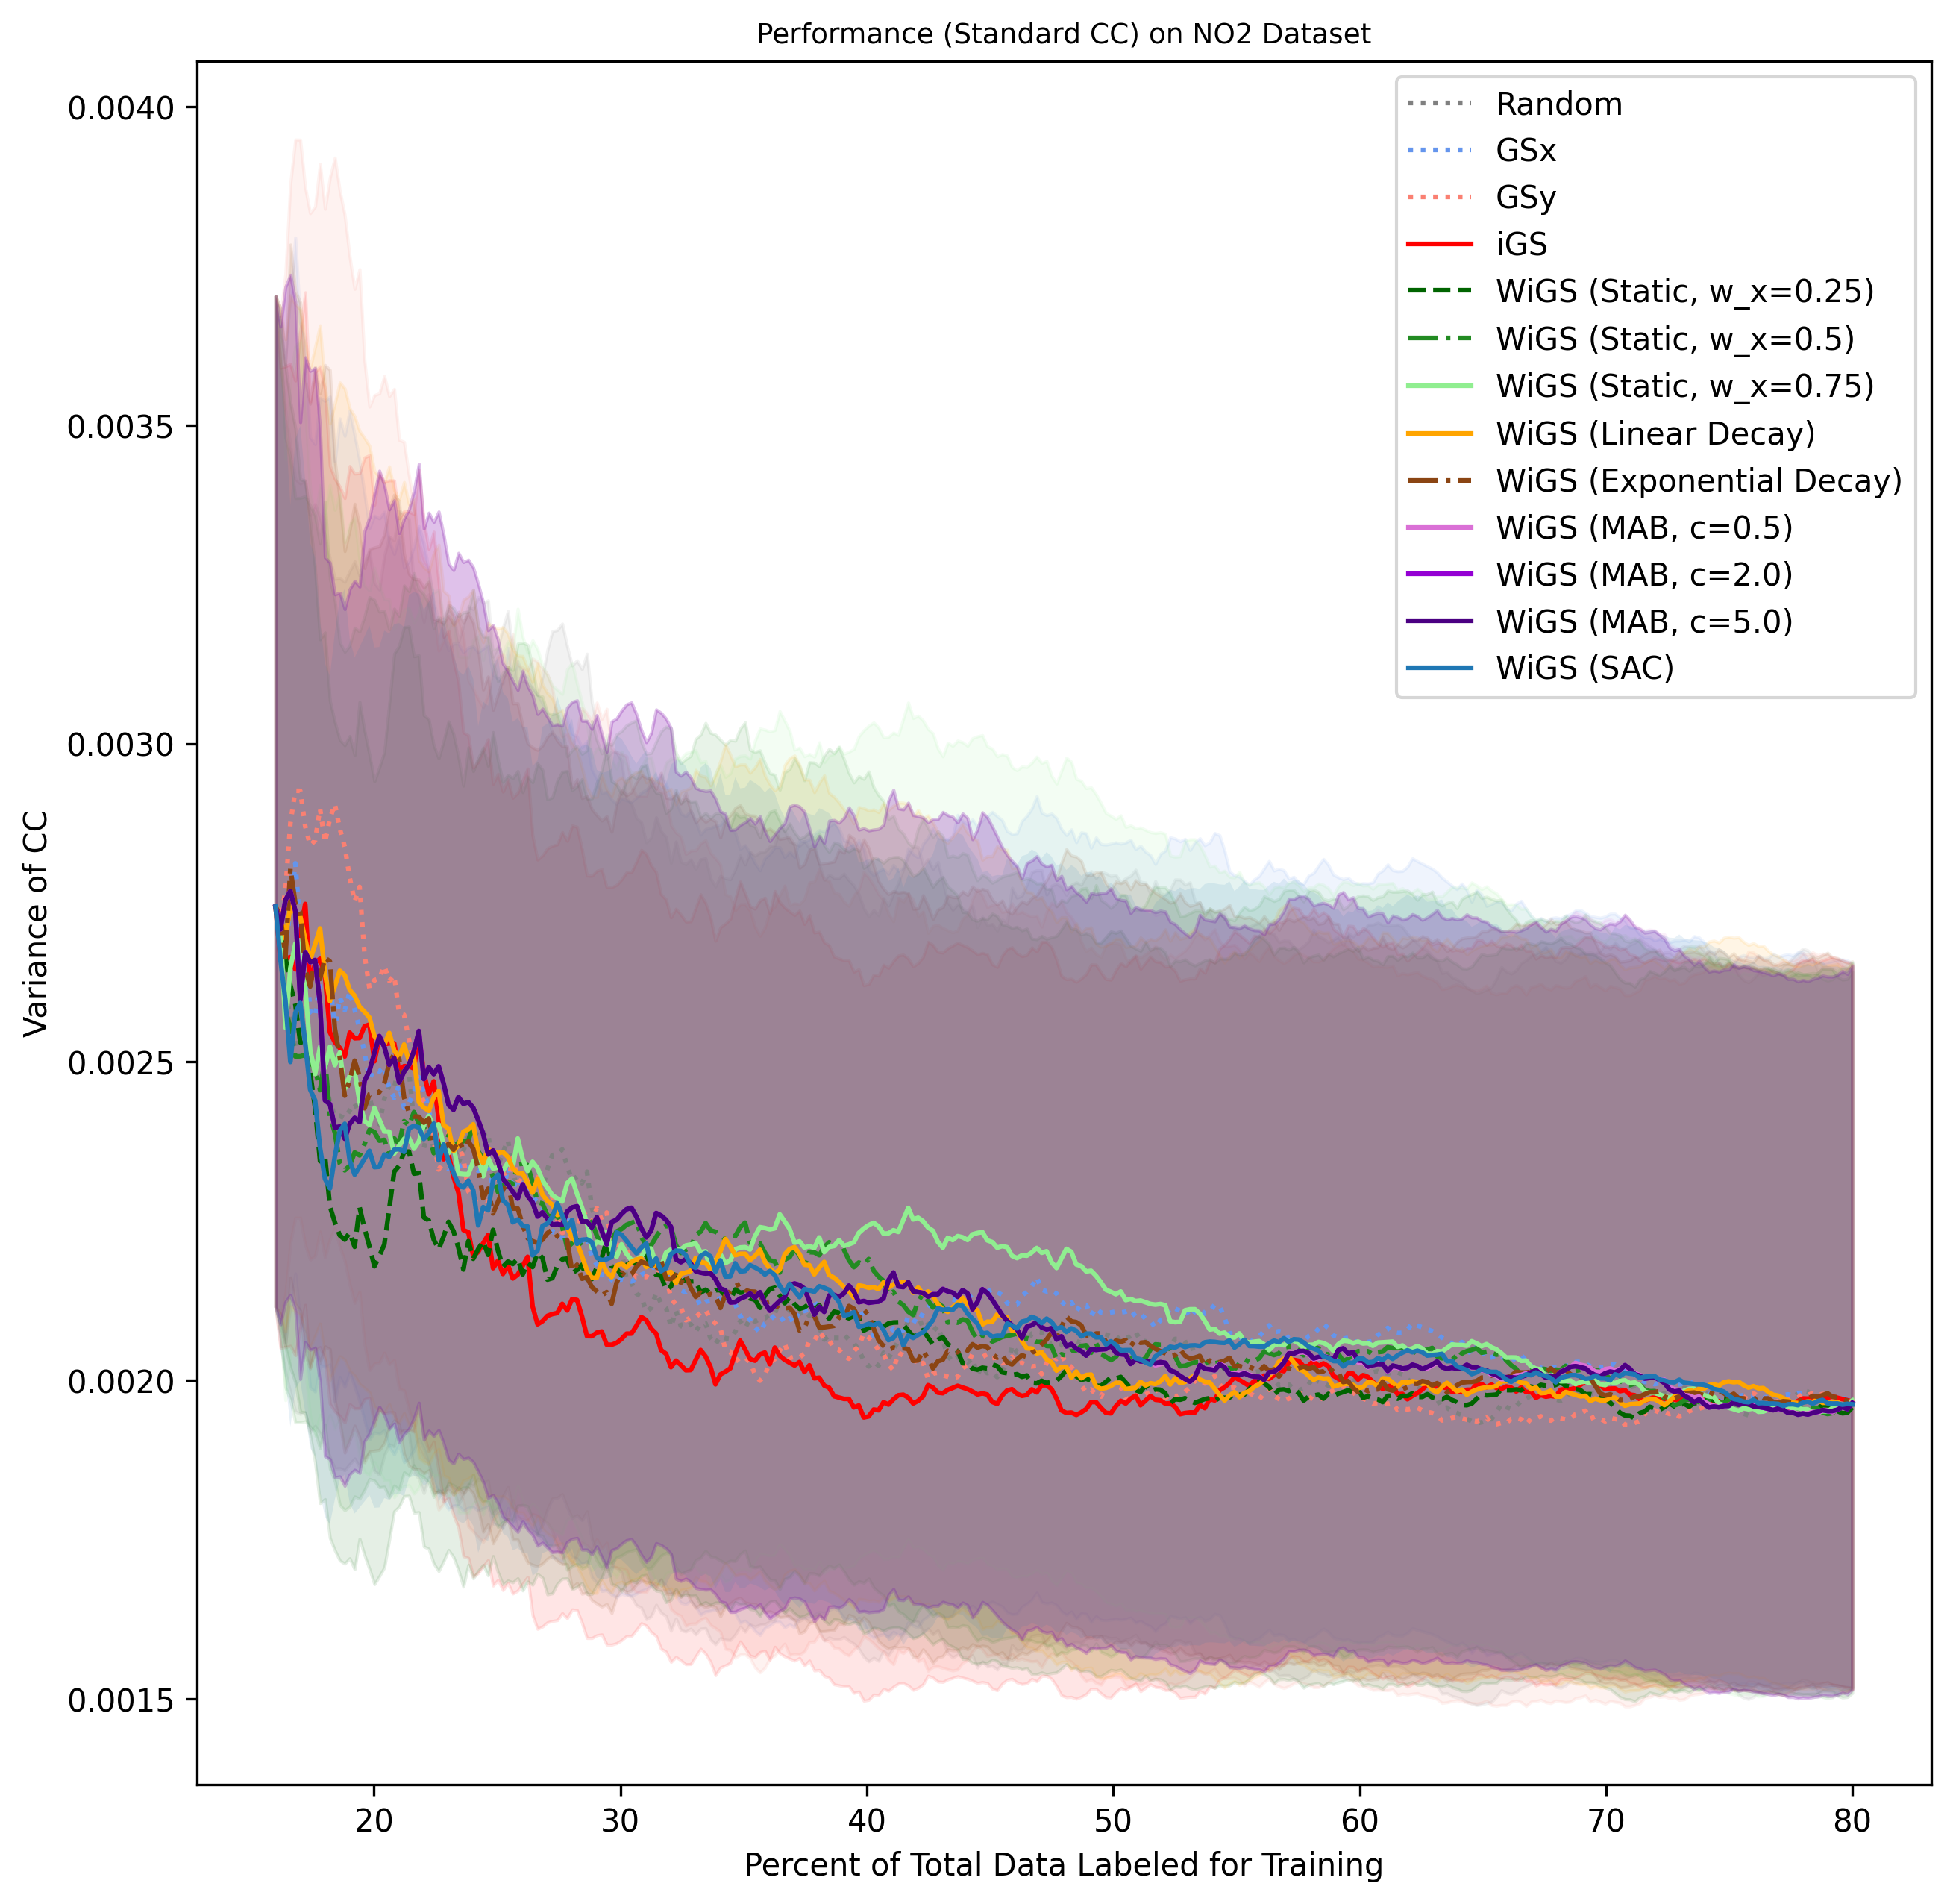 Performance (Standard CC) on NO2 Dataset
0.0040
0.0035
0.0030
0.0025
0.0020
0.0015
Variance of CC
20
30
40
50
60
70
80
Percent of Total Data Labeled for Training
Random
GSx
GSy
iGS
WiGS (Static, w_x=0.25)
WiGS (Static, w_x=0.5)
WiGS (Static, w_x=0.75)
WiGS (Linear Decay)
WiGS (Exponential Decay)
WiGS (MAB, c=0.5)
WiGS (MAB, c=2.0)
WiGS (MAB, c=5.0)
WiGS (SAC)